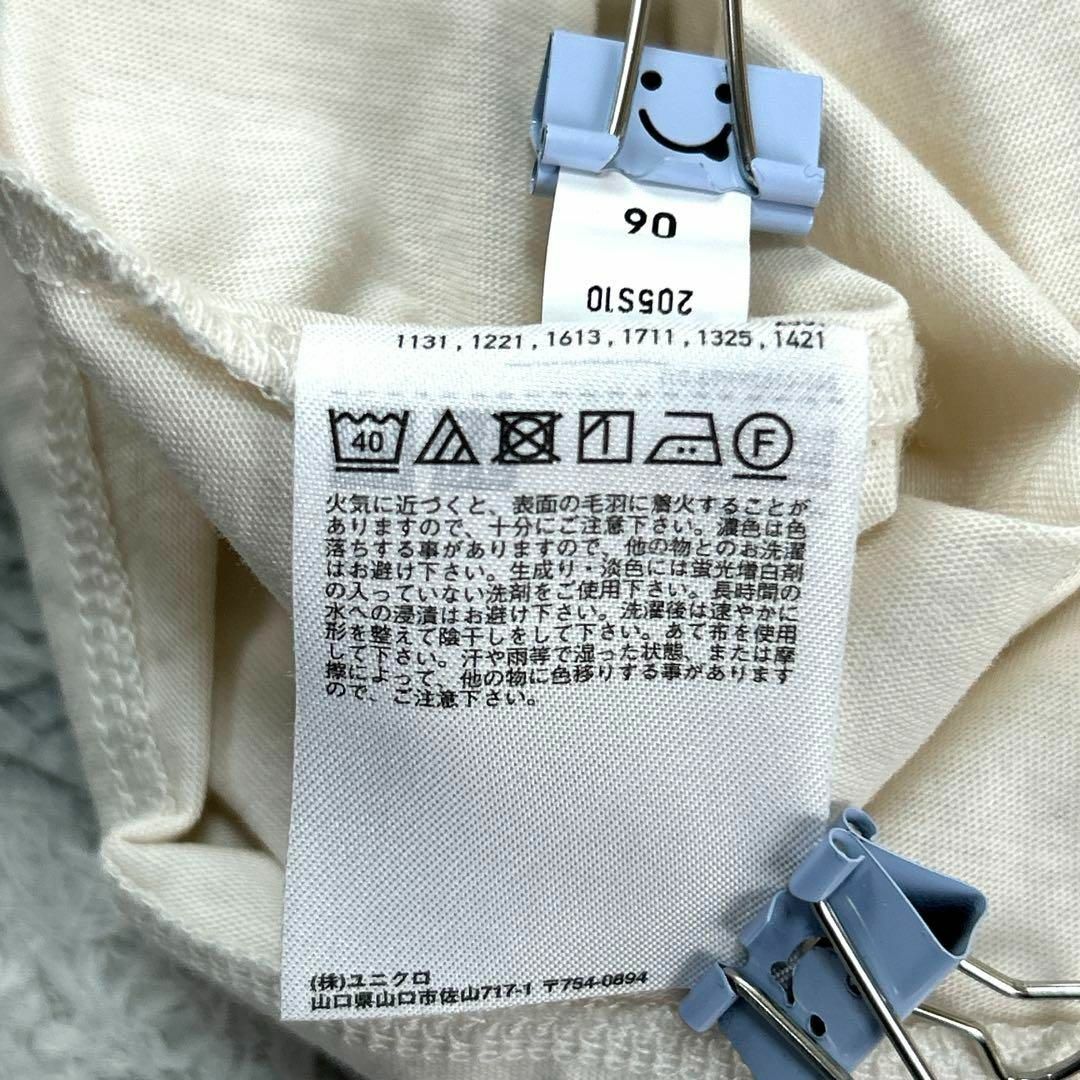 90
205S10
1131,1221,1613,1711,1325,1421
40
F
火気に近づくと、表面の毛羽に着火することが
ありますので、十分にご注意下さい。濃色は色
落ちする事がありますので、他の物とのお洗濯
はお避け下さい。生成り・淡色には蛍光増白剤
の入っていない洗剤をご使用下さい。長時間の
水への浸漬はお避け下さい。洗濯後は速やかに
形を整えて陰干しをして下さい。あて布を使用
して下さい。汗や雨等で湿った状態、または摩
擦によって、他の物に色移りする事があります
ので、ご注意下さい。
(株)ユニクロ
山口県山口市佐山717-1 〒754-0894